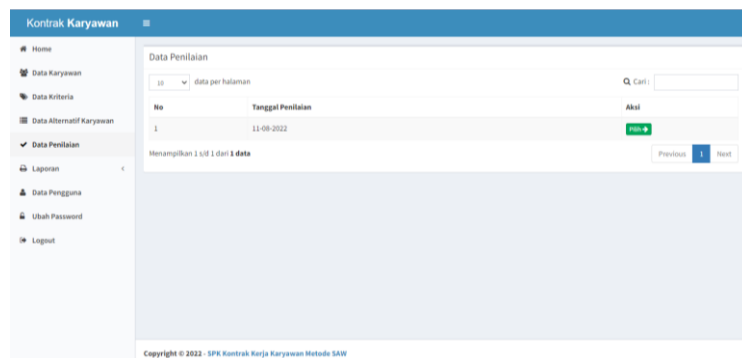 Kontrak Karyawan
Home
Data Karyawan
Data Kriteria
Data Alternatif Karyawan
Data Penilaian
Laporan
Data Pengguna
Ubah Password
Logout
Data Penilaian
10 data per halaman
Cari :
No Tanggal Penilaian Aksi
1 11-08-2022 Pilih
Menampilkan 1 s/d 1 dari 1 data
Previous 1 Next
Copyright © 2022 - SPK Kontrak Kerja Karyawan Metode SAW